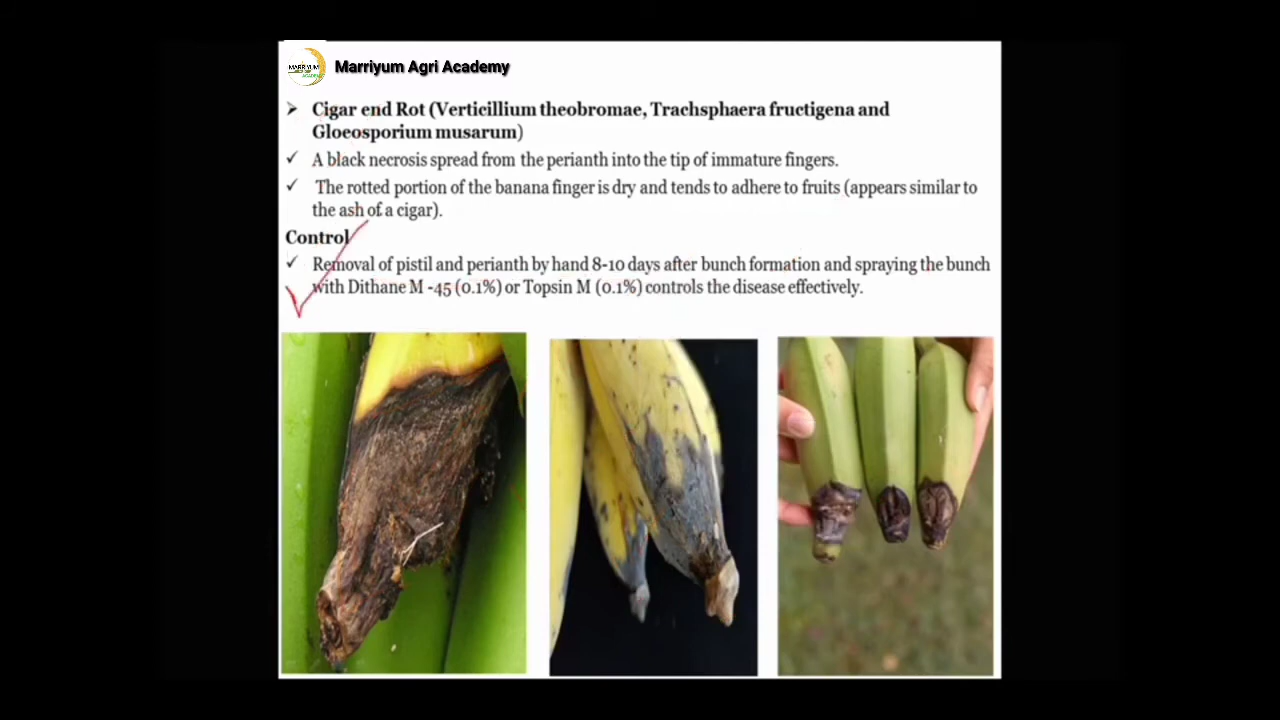 MARRIYUM
ACADEMY
Marriyum Agri Academy
➤ Cigar end Rot (Verticillium theobromae, Trachsphaera fructigena and
Gloeosporium musarum)
✓ A black necrosis spread from the perianth into the tip of immature fingers.
✓ The rotted portion of the banana finger is dry and tends to adhere to fruits (appears similar to
the ash of a cigar).
Control
✓ Removal of pistil and perianth by hand 8-10 days after bunch formation and spraying the bunch
with Dithane M -45 (0.1%) or Topsin M (0.1%) controls the disease effectively.